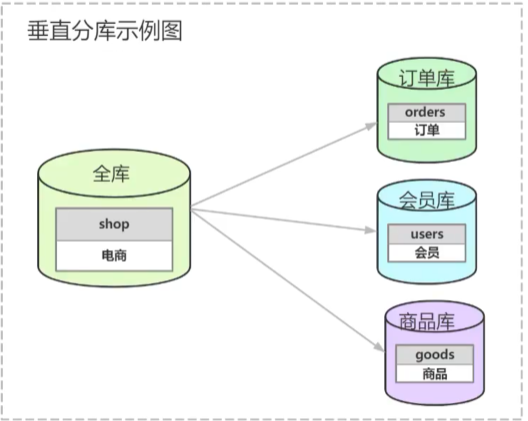 垂直分库示例图
全库
shop
电商
订单库
orders
订单
会员库
users
会员
商品库
goods
商品